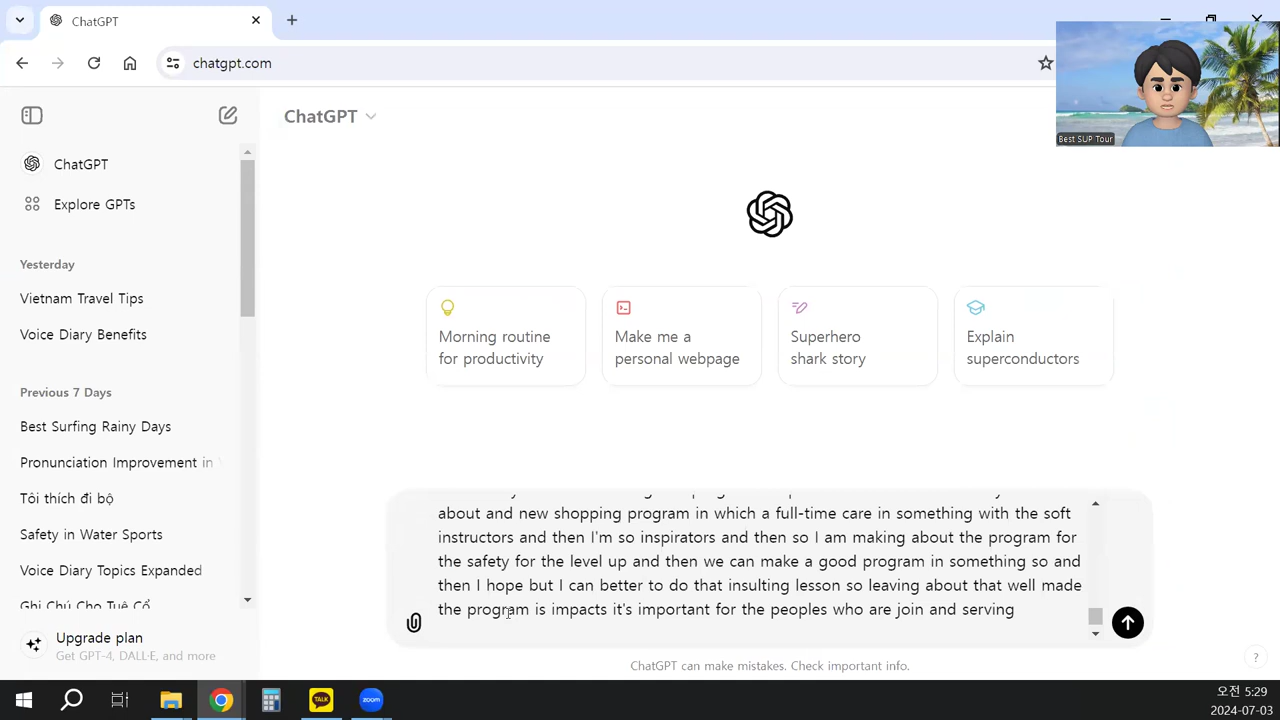 ChatGPT
chatgpt.com
Best SUP Tour
ChatGPT
ChatGPT
Explore GPTs
Yesterday
Vietnam Travel Tips
Voice Diary Benefits
Previous 7 Days
Best Surfing Rainy Days
Pronunciation Improvement in
Tôi thích đi bộ
Safety in Water Sports
Voice Diary Topics Expanded
Ghi Chú Cho Tuệ Cổ
Upgrade plan
Get GPT-4, DALL·E, and more
Morning routine
for productivity
Make me a
personal webpage
Superhero
shark story
Explain
superconductors
about and new shopping program in which a full-time care in something with the soft
instructors and then I'm so inspirators and then so I am making about the program for
the safety for the level up and then we can make a good program in something so and
then I hope but I can better to do that insulting lesson so leaving about that well made
the program is impacts it's important for the peoples who are join and serving
ChatGPT can make mistakes. Check important info.
?
TALK
zoom
오전 5:29
2024-07-03